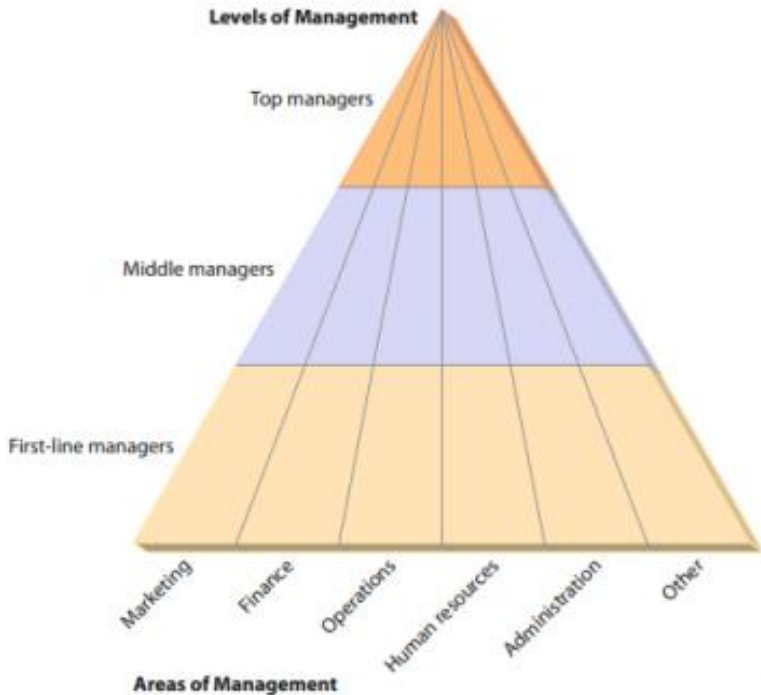 Levels of Management
Top managers
Middle managers
First-line managers
Marketing
Finance
Operations
Human resources
Administration
Other
Areas of Management